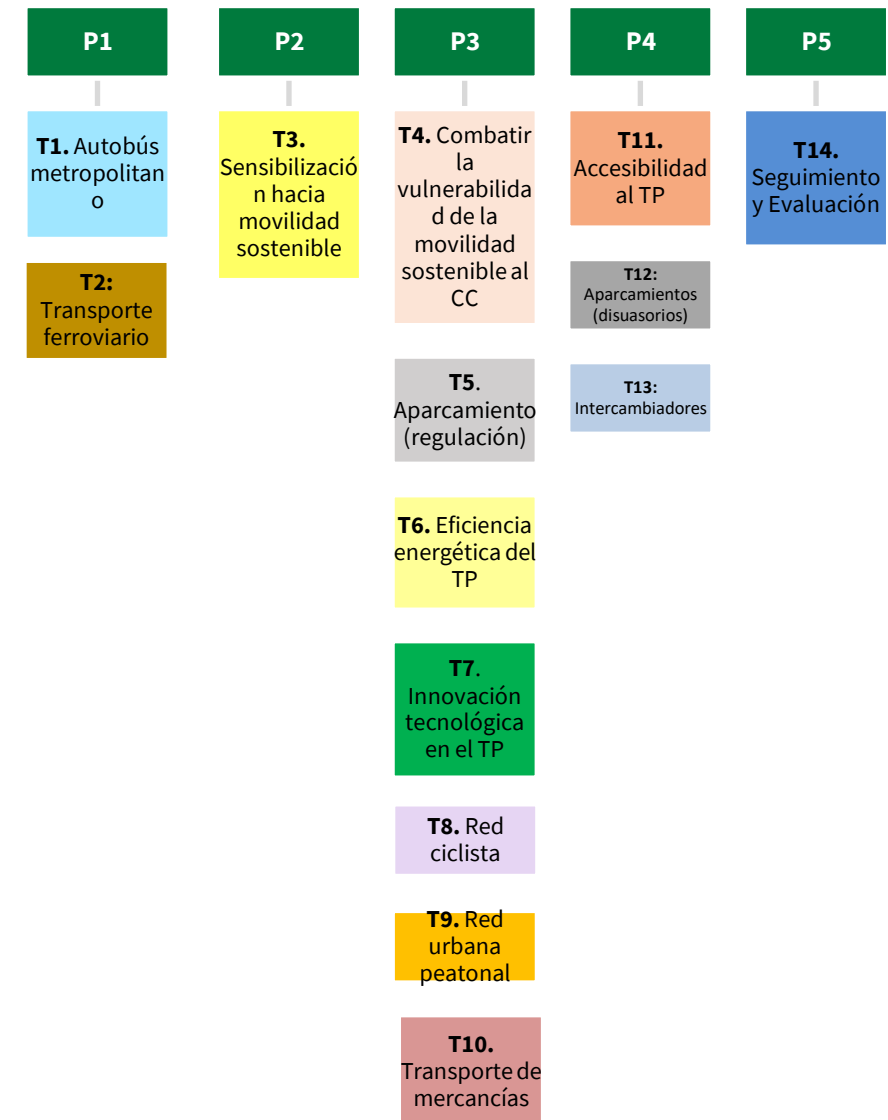 P1
T1. Autobús
metropolitan
o
T2:
Transporte
ferroviario
P2
T3.
Sensibilizació
n hacia
movilidad
sostenible
P3
T4. Combatir
la
vulnerabilida
d de la
movilidad
sostenible al
CC
T5.
Aparcamiento
(regulación)
T6. Eficiencia
energética del
TP
T7.
Innovación
tecnológica
en el TP
T8. Red
ciclista
T9. Red
urbana
peatonal
T10.
Transporte de
mercancías
P4
T11.
Accesibilidad
al TP
T12:
Aparcamientos
(disuasorios)
T13:
Intercambiadores
P5
T14.
Seguimiento
y Evaluación